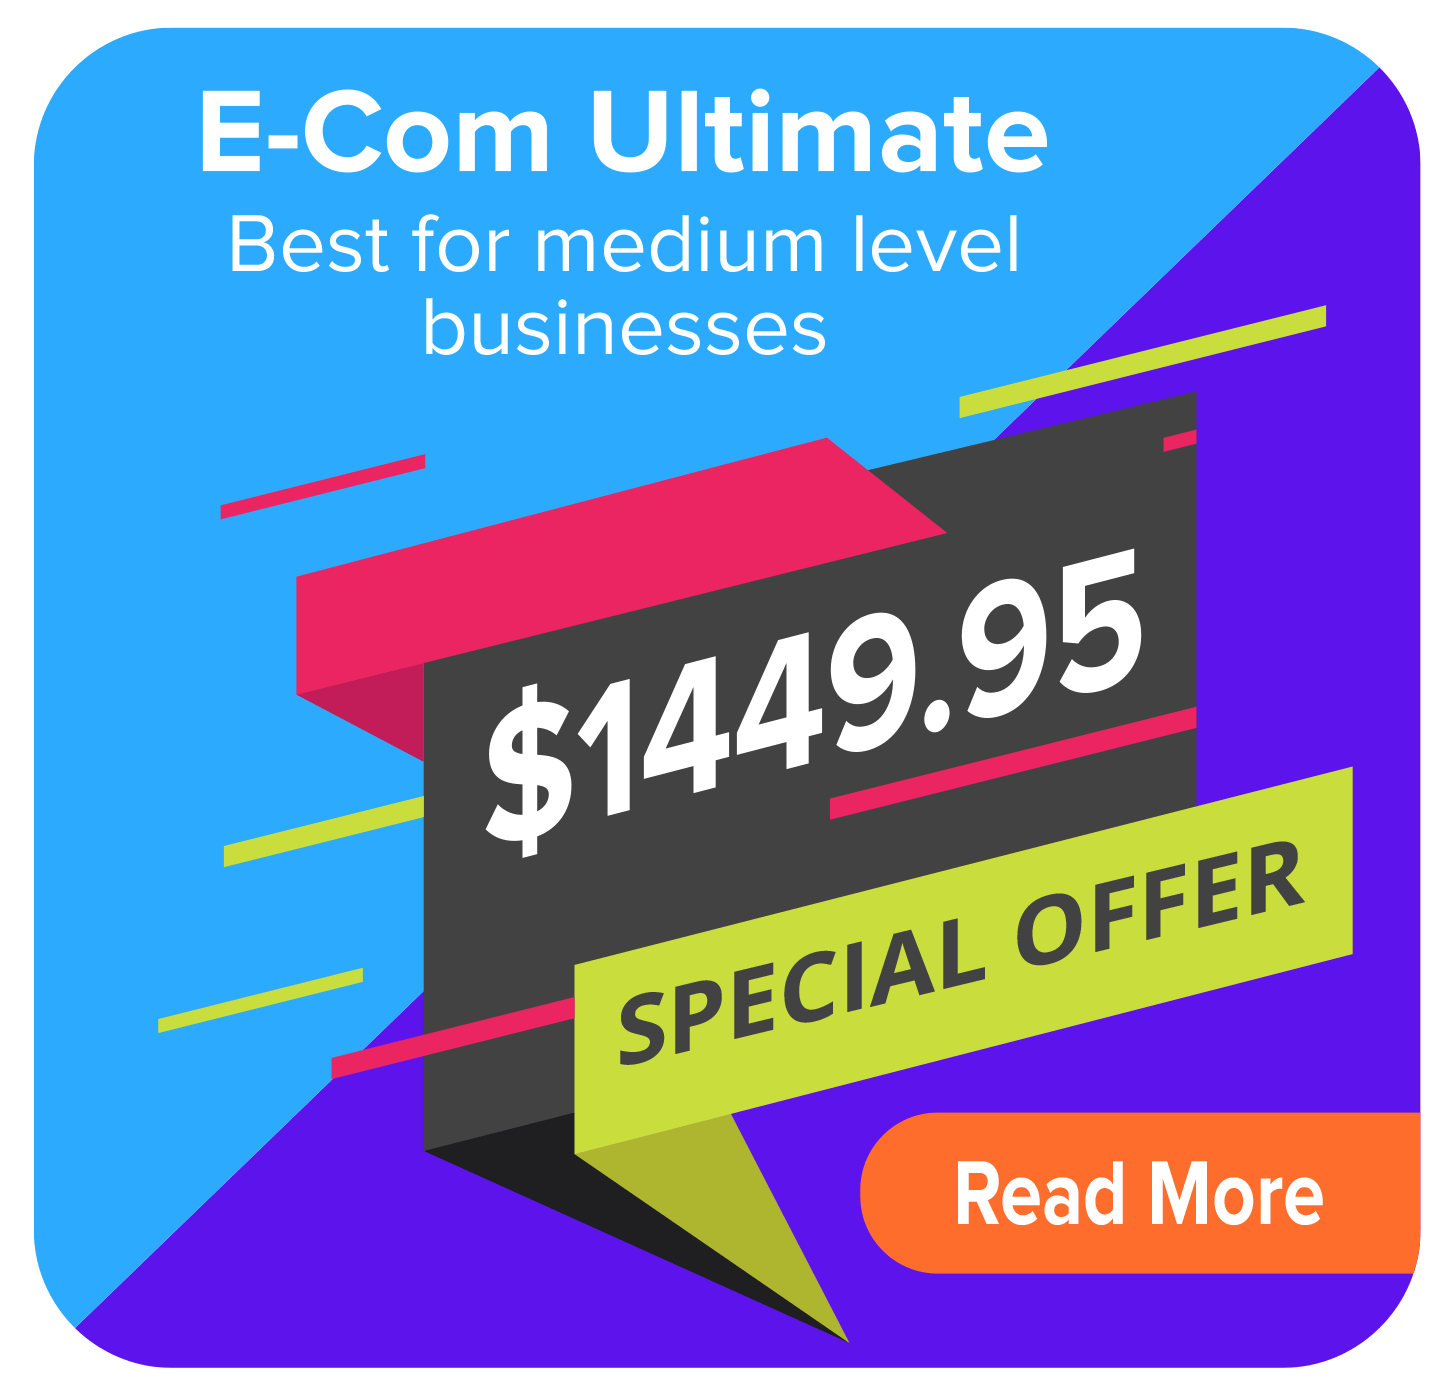 E-Com Ultimate
Best for medium level
businesses
$1449.95
SPECIAL OFFER
Read More